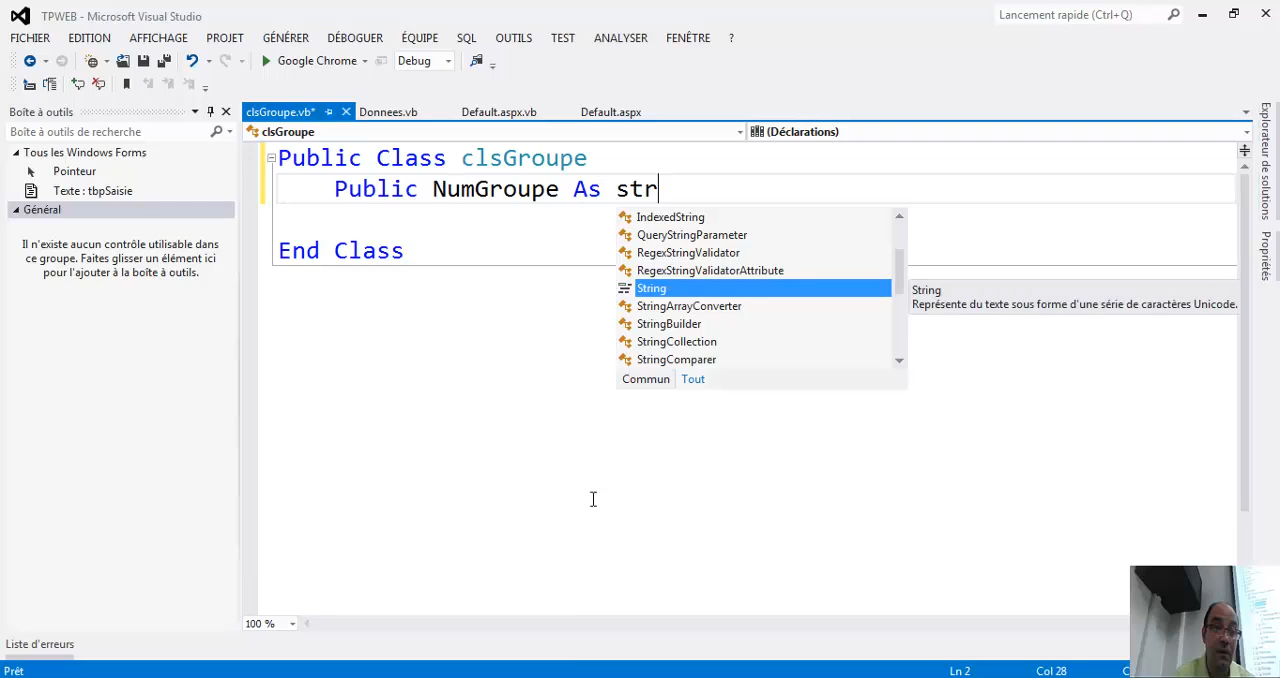 TPWEB - Microsoft Visual Studio
Lancement rapide (Ctrl+Q)
FICHIER EDITION AFFICHAGE PROJET GÉNÉRER DÉBOGUER ÉQUIPE SQL OUTILS TEST ANALYSER FENÊTRE ?
Google Chrome Debug
Boîte à outils
clsGroupe.vb* Donnees.vb Default.aspx.vb Default.aspx
Boîte à outils de recherche
clsGroupe (Déclarations)
Tous les Windows Forms
Pointeur
Texte : tbpSaisie
Général
Il n'existe aucun contrôle utilisable dans
ce groupe. Faites glisser un élément ici
pour l'ajouter à la boîte à outils.
Public Class clsGroupe
Public NumGroupe As str
End Class
IndexedString
QueryStringParameter
RegexStringValidator
RegexStringValidatorAttribute
String
StringArrayConverter
StringBuilder
StringCollection
StringComparer
Commun Tout
String
Représente du texte sous forme d'une série de caractères Unicode.
Explorateur de solutions
Propriétés
100 %
Liste d'erreurs
Prêt Ln 2 Col 28